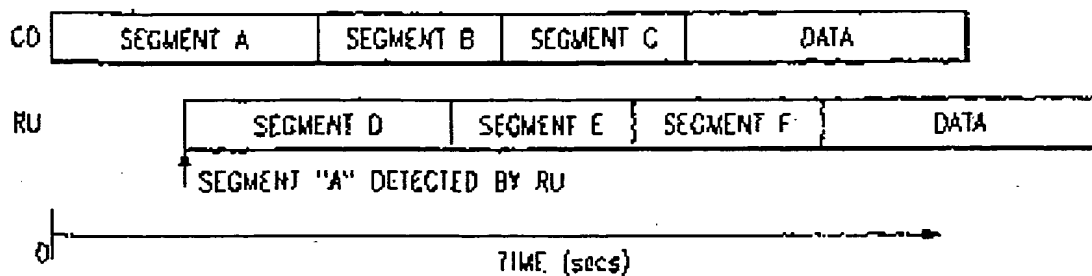 CO SEGMENT A SEGMENT B SEGMENT C DATA
RU SEGMENT D SEGMENT E SEGMENT F DATA
SEGMENT "A" DETECTED BY RU
0
TIME (secs)